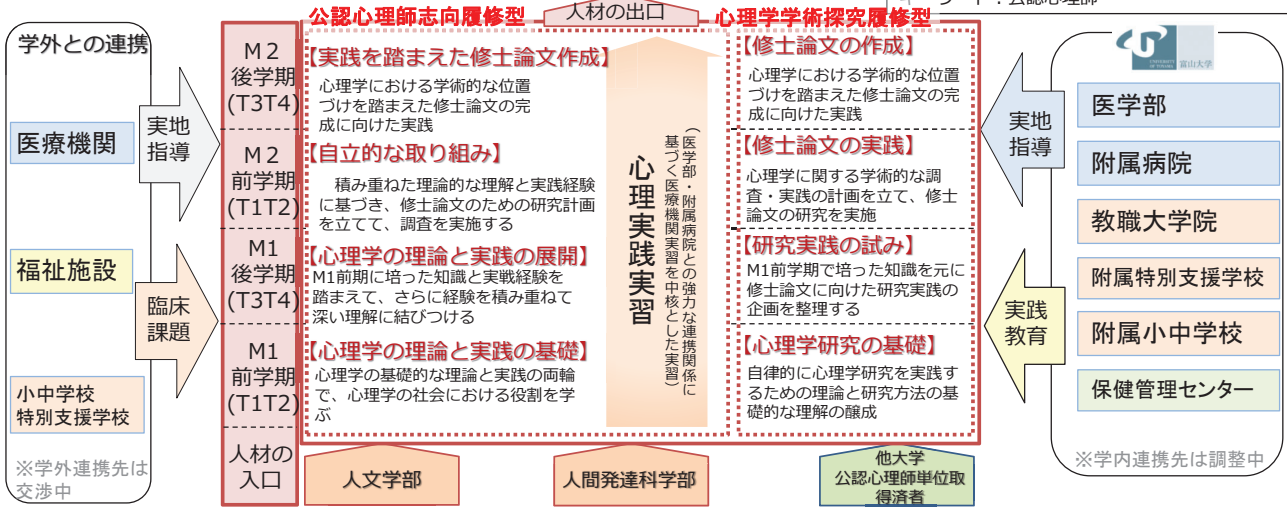 公認心理師志向履修型
人材の出口
心理学学術探究履修型
ード：公認心理師
学外との連携
医療機関
福祉施設
小中学校
特別支援学校
※学外連携先は
交渉中
実地
指導
臨床
課題
M2
後学期
(T3T4)
M2
前学期
(T1T2)
M1
後学期
(T3T4)
M1
前学期
(T1T2)
人材の
入口
【実践を踏まえた修士論文作成】
心理学における学術的な位置
づけを踏まえた修士論文の完
成に向けた実践
【自立的な取り組み】
積み重ねた理論的な理解と実践経験
に基づき、修士論文のための研究計画
を立てて、調査を実施する
【心理学の理論と実践の展開】
M1前期に培った知識と実戦経験を
踏まえて、さらに経験を積み重ねて
深い理解に結びつける
【心理学の理論と実践の基礎】
心理学の基礎的な理論と実践の両輪
で、心理学の社会における役割を学
ぶ
心理実践実習
（医学部・附属病院との強力な連携関係に
基づく医療機関実習を中核とした実習）
【修士論文の作成】
心理学における学術的な位置
づけを踏まえた修士論文の完
成に向けた実践
【修士論文の実践】
心理学に関する学術的な調
査・実践の計画を立て、修士
論文の研究を実施
【研究実践の試み】
M1前学期で培った知識を元に
修士論文に向けた研究実践の
企画を整理する
【心理学研究の基礎】
自律的に心理学研究を実践す
るための理論と研究方法の基
礎的な理解の醸成
人文学部
人間発達科学部
他大学
公認心理師単位取
得済者
実地
指導
実践
教育
UNIVERSITY
OF TOYAMA
富山大学
医学部
附属病院
教職大学院
附属特別支援学校
附属小中学校
保健管理センター
※学内連携先は調整中